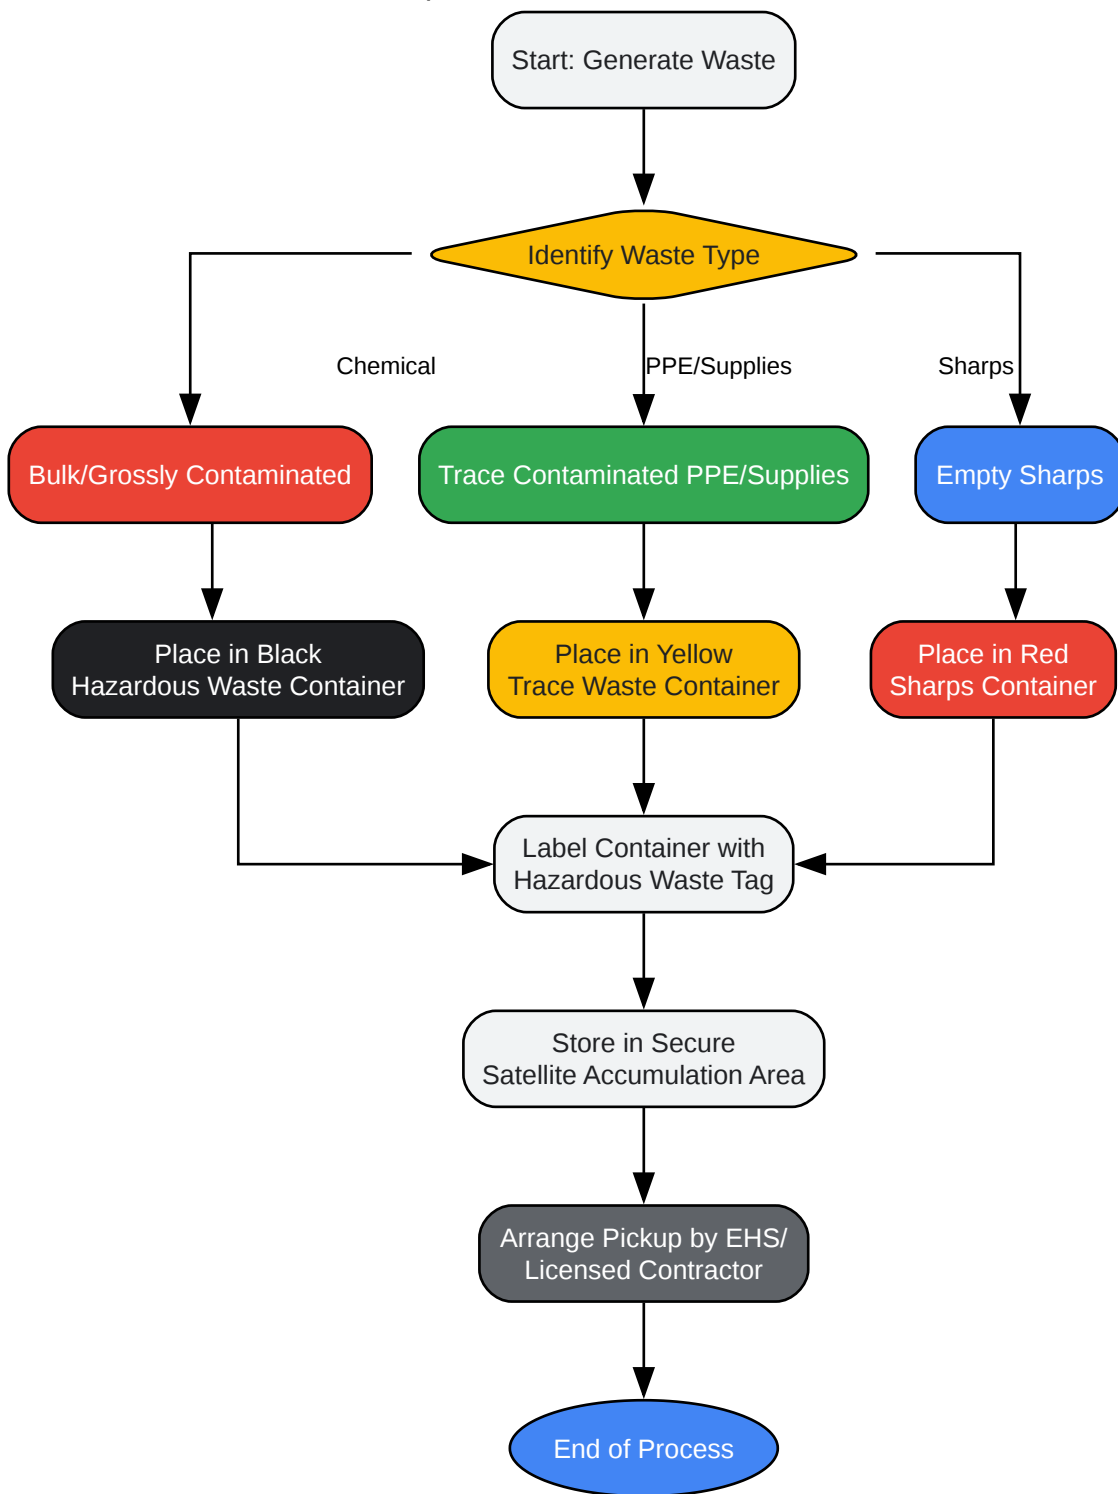 Start: Generate Waste
Identify Waste Type
Chemical
PPE/Supplies
Sharps
Bulk/Grossly Contaminated
Trace Contaminated PPE/Supplies
Empty Sharps
Place in Black
Hazardous Waste Container
Place in Yellow
Trace Waste Container
Place in Red
Sharps Container
Label Container with
Hazardous Waste Tag
Store in Secure
Satellite Accumulation Area
Arrange Pickup by EHS/
Licensed Contractor
End of Process